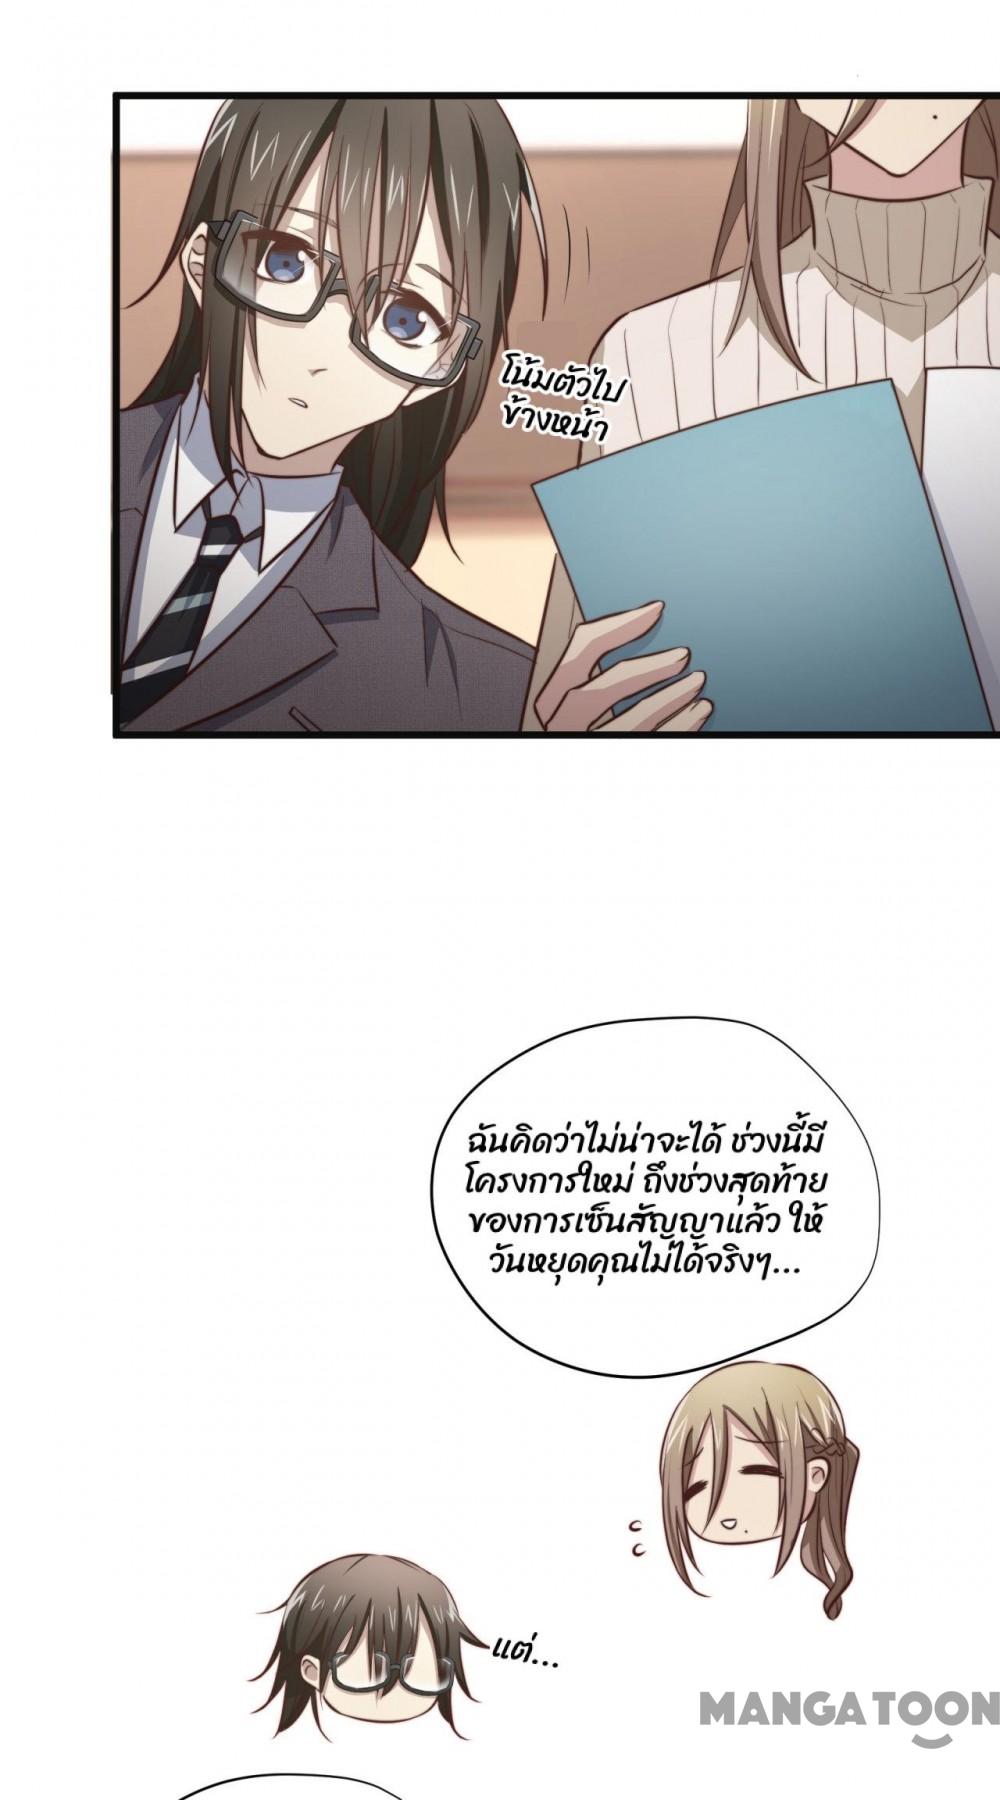 โน้มตัวไป
ข้างหน้า
ฉันคิดว่าไม่น่าจะได้ ช่วงนี้มี
โครงการใหม่ ถึงช่วงสุดท้าย
ของการเซ็นสัญญาแล้ว ให้
วันหยุดคุณไม่ได้จริงๆ...
แต่...
MANGATOON